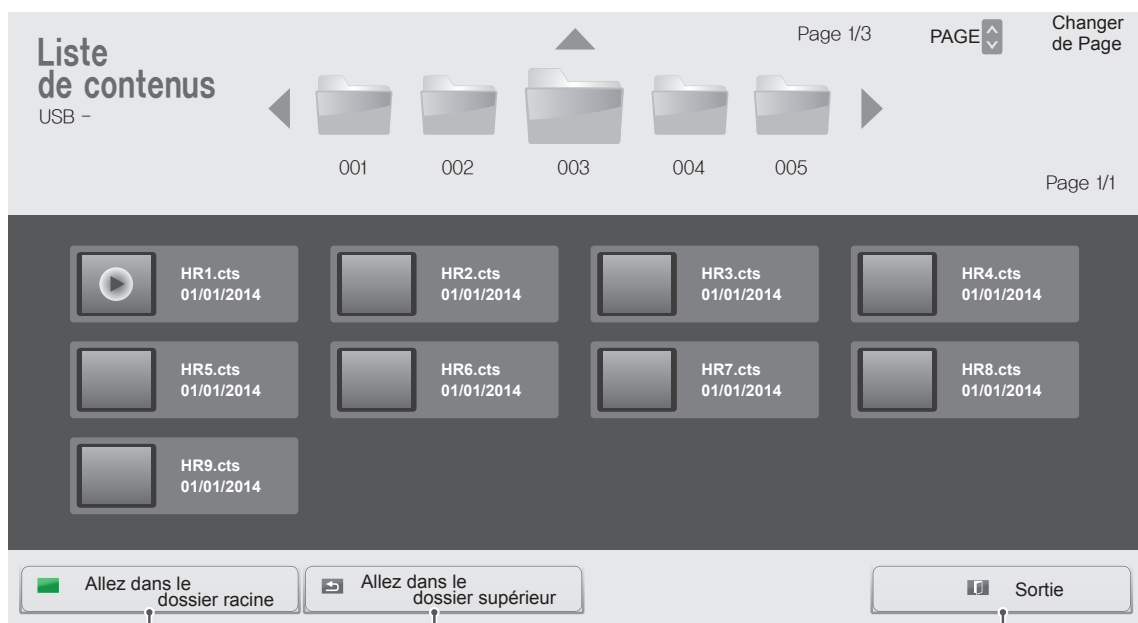 Liste
de contenus
USB -
Page 1/3
PAGE
Changer
de Page
001 002 003 004 005
Page 1/1
HR1.cts
01/01/2014
HR2.cts
01/01/2014
HR3.cts
01/01/2014
HR4.cts
01/01/2014
HR5.cts
01/01/2014
HR6.cts
01/01/2014
HR7.cts
01/01/2014
HR8.cts
01/01/2014
HR9.cts
01/01/2014
Allez dans le
dossier racine
Allez dans le
dossier supérieur
Sortie